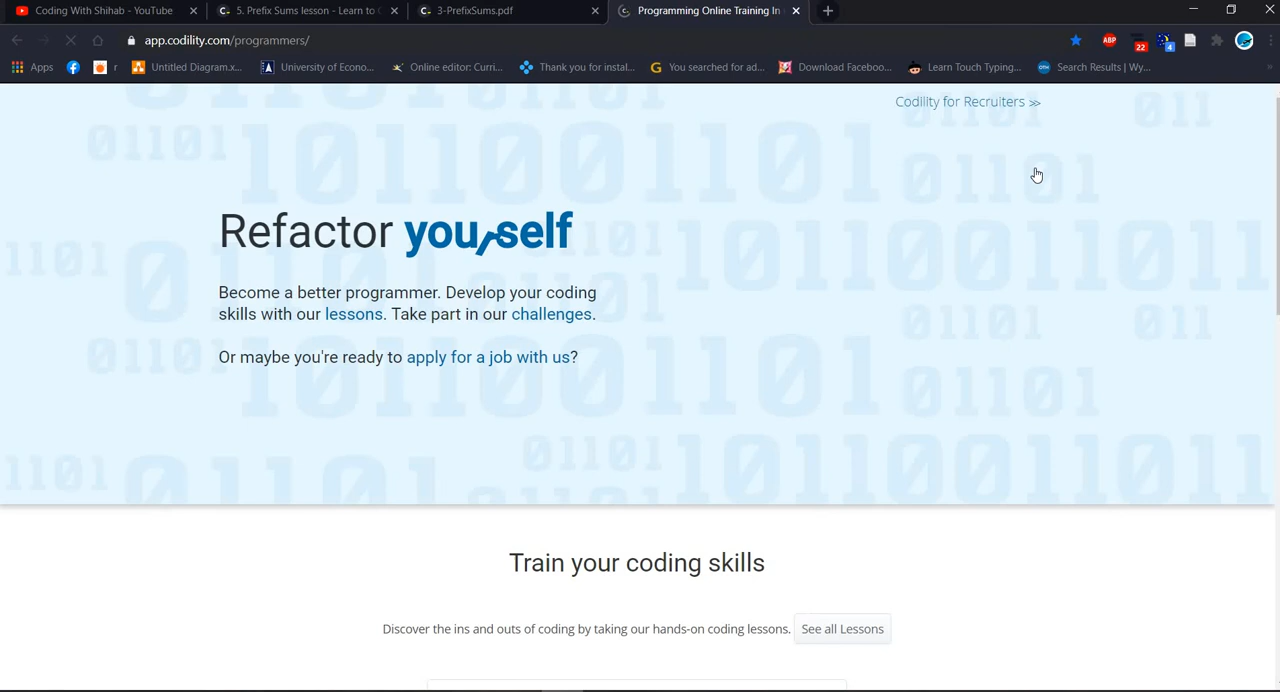 Coding With Shihab - YouTube
5. Prefix Sums lesson - Learn to C
3-PrefixSums.pdf
Programming Online Training In
app.codility.com/programmers/
ABP
22
4
Apps
r
Untitled Diagram.x...
University of Econo...
Online editor: Curri...
Thank you for instal...
You searched for ad...
Download Faceboo...
Learn Touch Typing...
Search Results | Wy...
Codility for Recruiters >>
Refactor yourself
Become a better programmer. Develop your coding
skills with our lessons. Take part in our challenges.
Or maybe you're ready to apply for a job with us?
Train your coding skills
Discover the ins and outs of coding by taking our hands-on coding lessons. See all Lessons